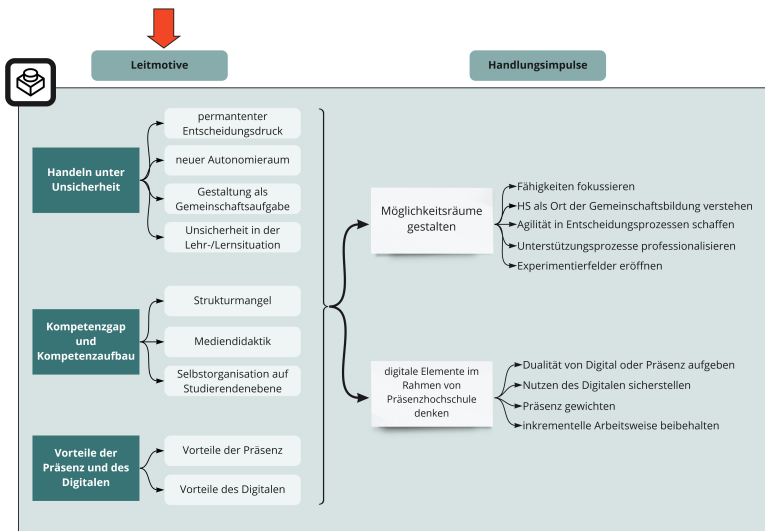 Leitmotive
Handlungsimpulse
Handeln unter
Unsicherheit
permantenter
Entscheidungsdruck
neuer Autonomieraum
Gestaltung als
Gemeinschaftsaufgabe
Unsicherheit in der
Lehr-/Lernsituation
Kompetenzgap
und
Kompetenzaufbau
Strukturmangel
Mediendidaktik
Selbstorganisation auf
Studierendenebene
Vorteile der
Präsenz und des
Digitalen
Vorteile der Präsenz
Vorteile des Digitalen
Möglichkeitsräume
gestalten
Fähigkeiten fokussieren
HS als Ort der Gemeinschaftsbildung verstehen
Agilität in Entscheidungsprozessen schaffen
Unterstützungsprozesse professionalisieren
Experimentierfelder eröffnen
digitale Elemente im
Rahmen von
Präsenzhochschule
denken
Dualität von Digital oder Präsenz aufgeben
Nutzen des Digitalen sicherstellen
Präsenz gewichten
inkrementelle Arbeitsweise beibehalten